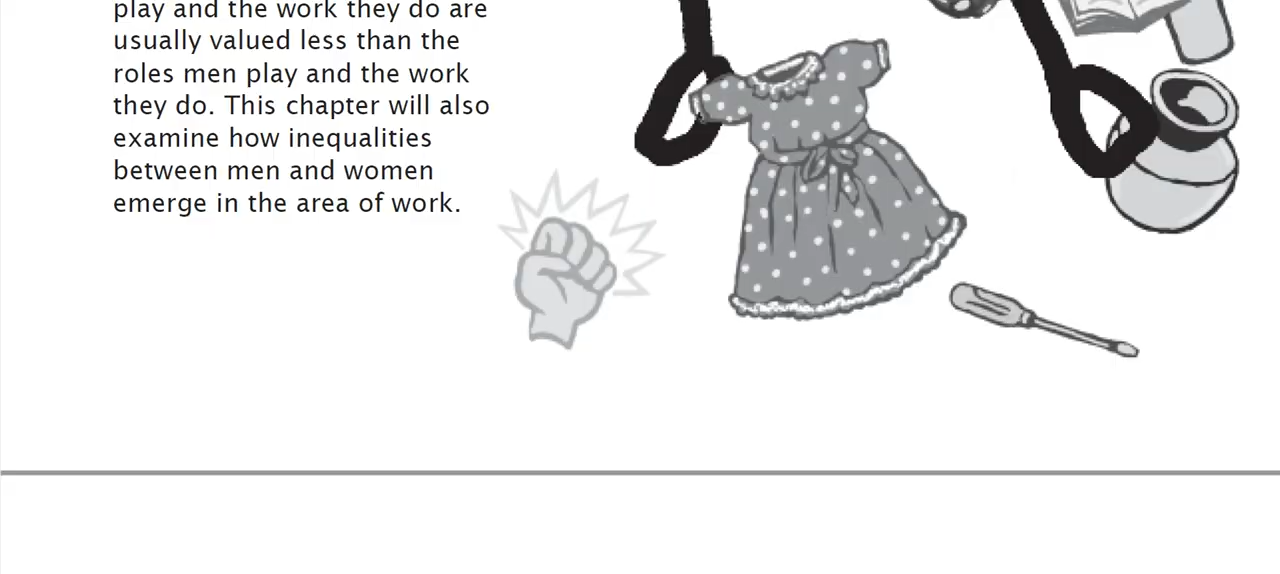 play and the work they do are
usually valued less than the
roles men play and the work
they do. This chapter will also
examine how inequalities
between men and women
emerge in the area of work.